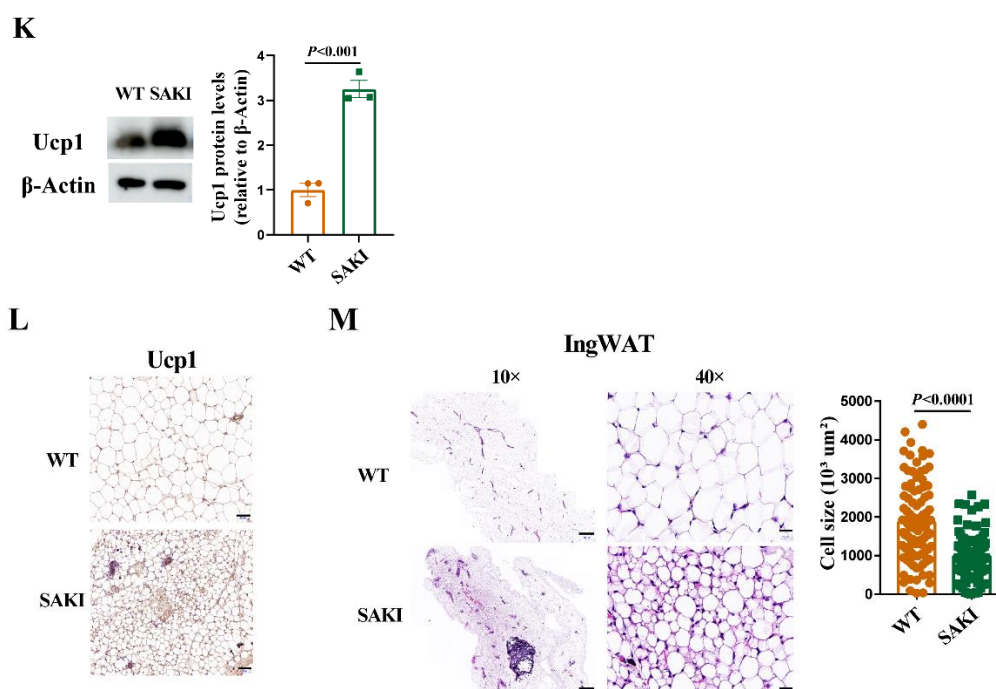 K
WT SAKI
Ucp1
β-Actin
Ucp1 protein levels
(relative to β-Actin)
P<0.001
4
3
2
1
0
WT
SAKI
L
Ucp1
WT
SAKI
M
IngWAT
10×
40×
WT
SAKI
Cell size (10³ um²)
P<0.0001
5000
4000
3000
2000
1000
0
WT
SAKI